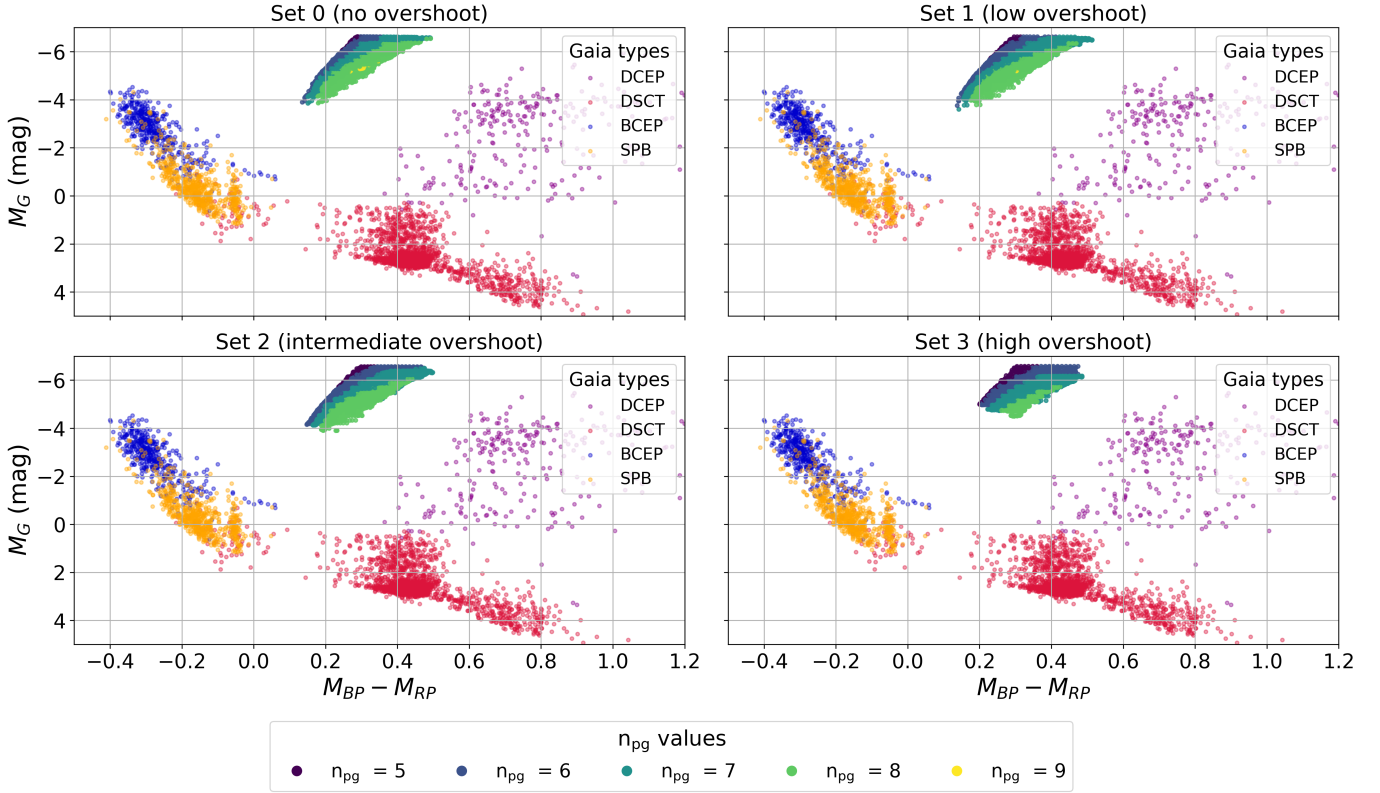 Set 0 (no overshoot)
Set 1 (low overshoot)
−6
−4
−2
0
2
4
M_G (mag)
Gaia types
DCEP
DSCT
BCEP
SPB
Gaia types
DCEP
DSCT
BCEP
SPB
Set 2 (intermediate overshoot)
Set 3 (high overshoot)
−6
−4
−2
0
2
4
M_G (mag)
Gaia types
DCEP
DSCT
BCEP
SPB
Gaia types
DCEP
DSCT
BCEP
SPB
−0.4 −0.2 0.0 0.2 0.4 0.6 0.8 1.0 1.2
−0.4 −0.2 0.0 0.2 0.4 0.6 0.8 1.0 1.2
M_BP − M_RP
M_BP − M_RP
n_pg values
n_pg = 5 n_pg = 6 n_pg = 7 n_pg = 8 n_pg = 9